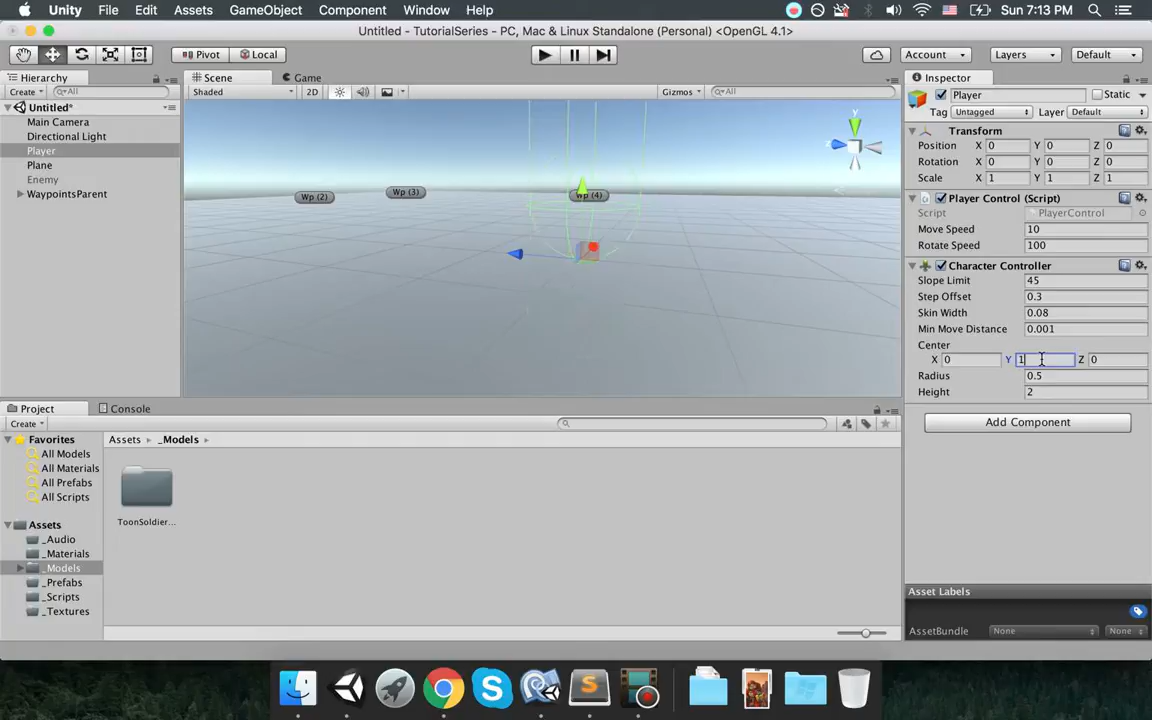 Unity File Edit Assets GameObject Component Window Help Sun 7:13 PM
Untitled - TutorialSeries - PC, Mac & Linux Standalone (Personal) <OpenGL 4.1>
Pivot Local Account Layers Default
Hierarchy Scene Game Inspector
Create All Shaded 2D Gizmos All Player Static
Untitled* Tag Untagged Layer Default
Main Camera
Directional Light Transform
Player Position X 0 Y 0 Z 0
Plane Rotation X 0 Y 0 Z 0
Enemy Scale X 1 Y 1 Z 1
WaypointsParent Wp (2) Wp (3) Wp (4) Player Control (Script)
Script PlayerControl
Move Speed 10
Rotate Speed 100
Character Controller
Slope Limit 45
Step Offset 0.3
Skin Width 0.08
Min Move Distance 0.001
Center
X 0 Y 1 Z 0
Radius 0.5
Height 2
Add Component
Project Console
Create
Favorites Assets _Models
All Models
All Materials
All Prefabs
All Scripts
ToonSoldier...
Assets
_Audio
_Materials
_Models
_Prefabs
_Scripts
_Textures
Asset Labels
AssetBundle None None